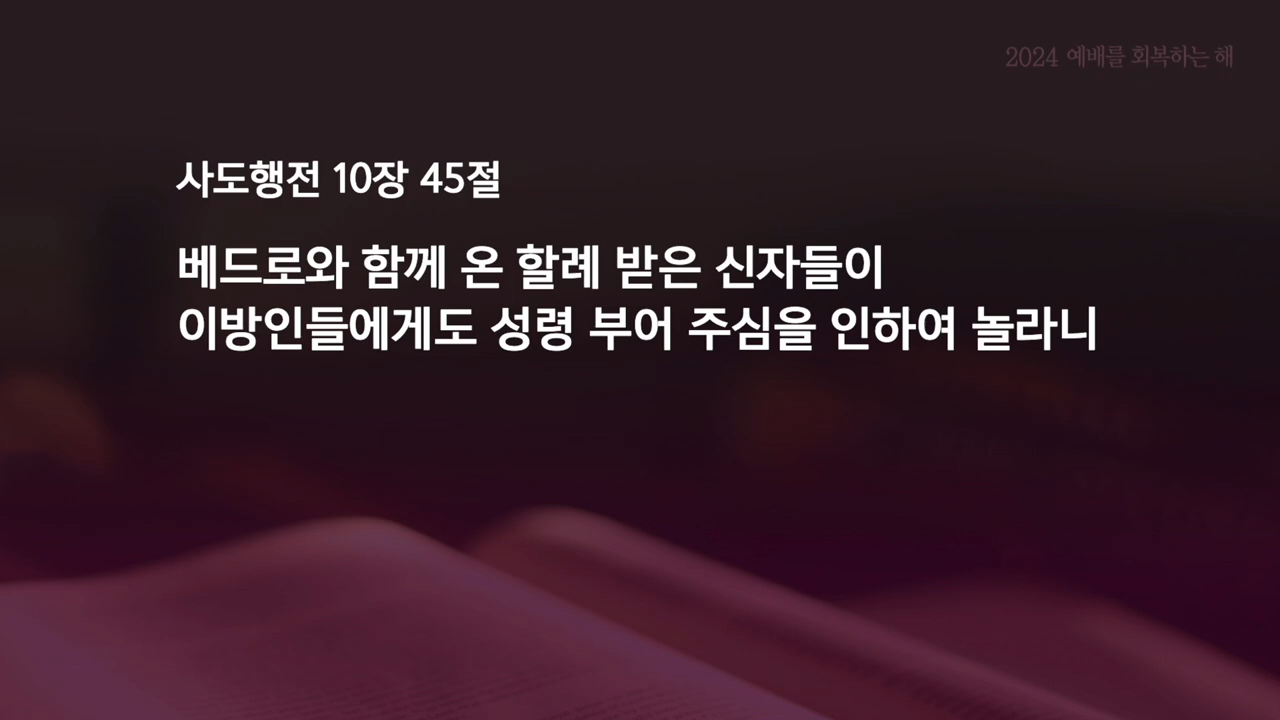 2024 예배를 회복하는 해
사도행전 10장 45절
베드로와 함께 온 할례 받은 신자들이
이방인들에게도 성령 부어 주심을 인하여 놀라니